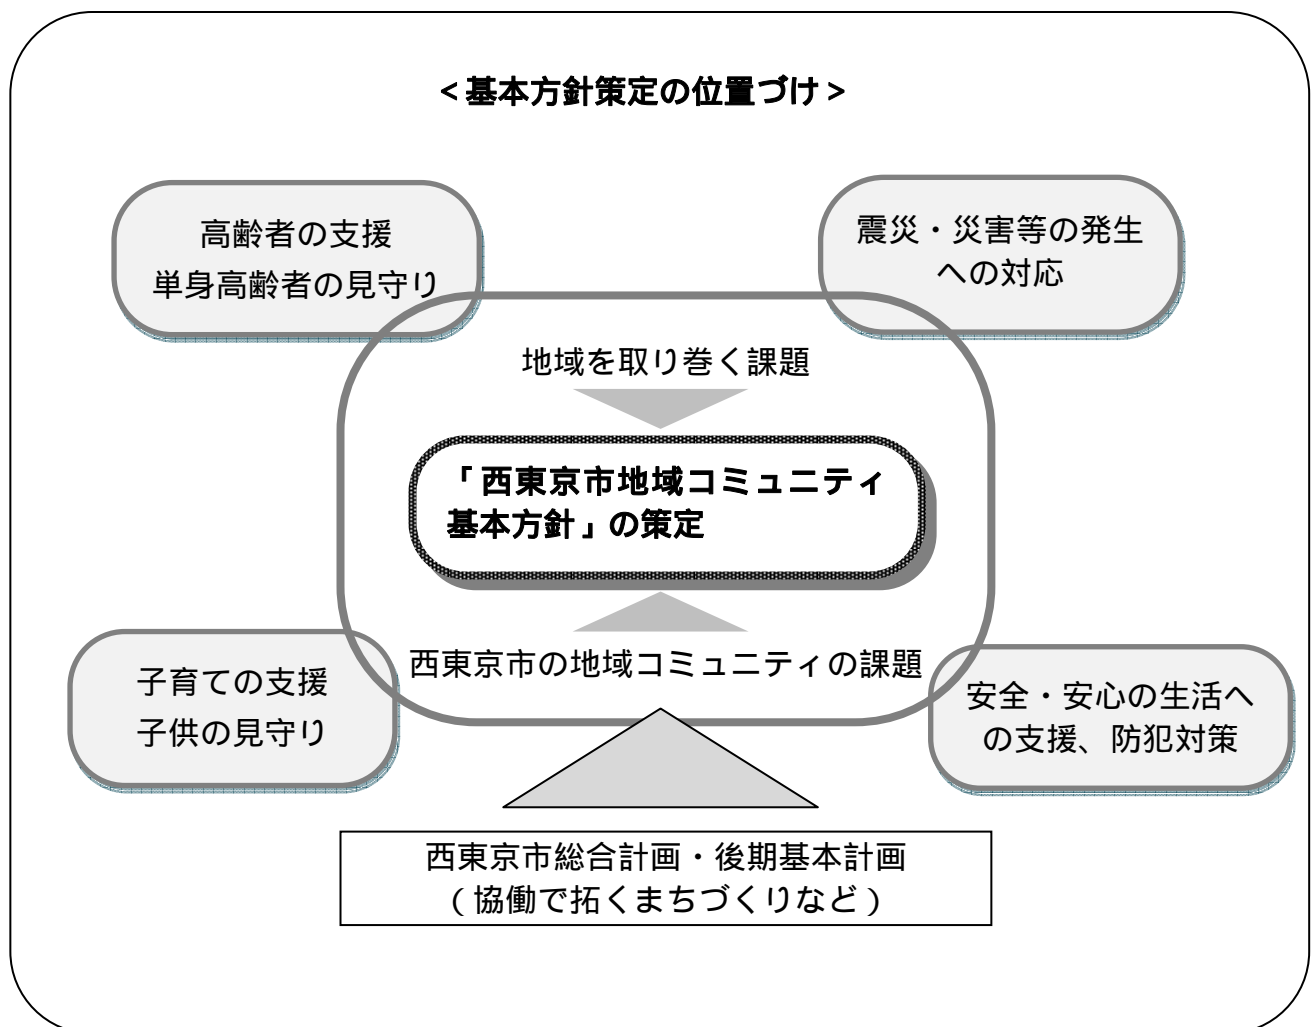 ＜基本方針策定の位置づけ＞
高齢者の支援
単身高齢者の見守り
震災・災害等の発生
への対応
地域を取り巻く課題
「西東京市地域コミュニティ
基本方針」の策定
西東京市の地域コミュニティの課題
子育ての支援
子供の見守り
安全・安心の生活へ
の支援、防犯対策
西東京市総合計画・後期基本計画
（協働で拓くまちづくりなど）